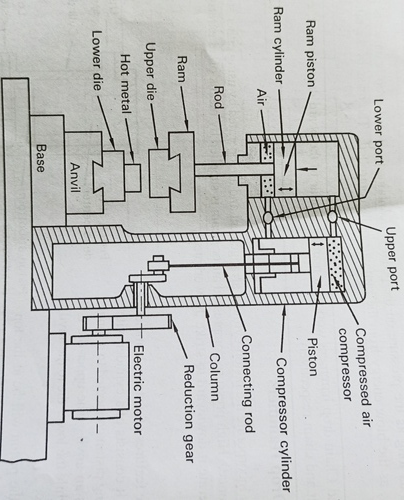 Ram piston
Ram cylinder
Air
Rod
Ram
Upper die
Hot metal
Lower die
Anvil
Base
Lower port
Upper port
Compressed air
compressor
Piston
Compressor cylinder
Connecting rod
Column
Reduction gear
Electric motor